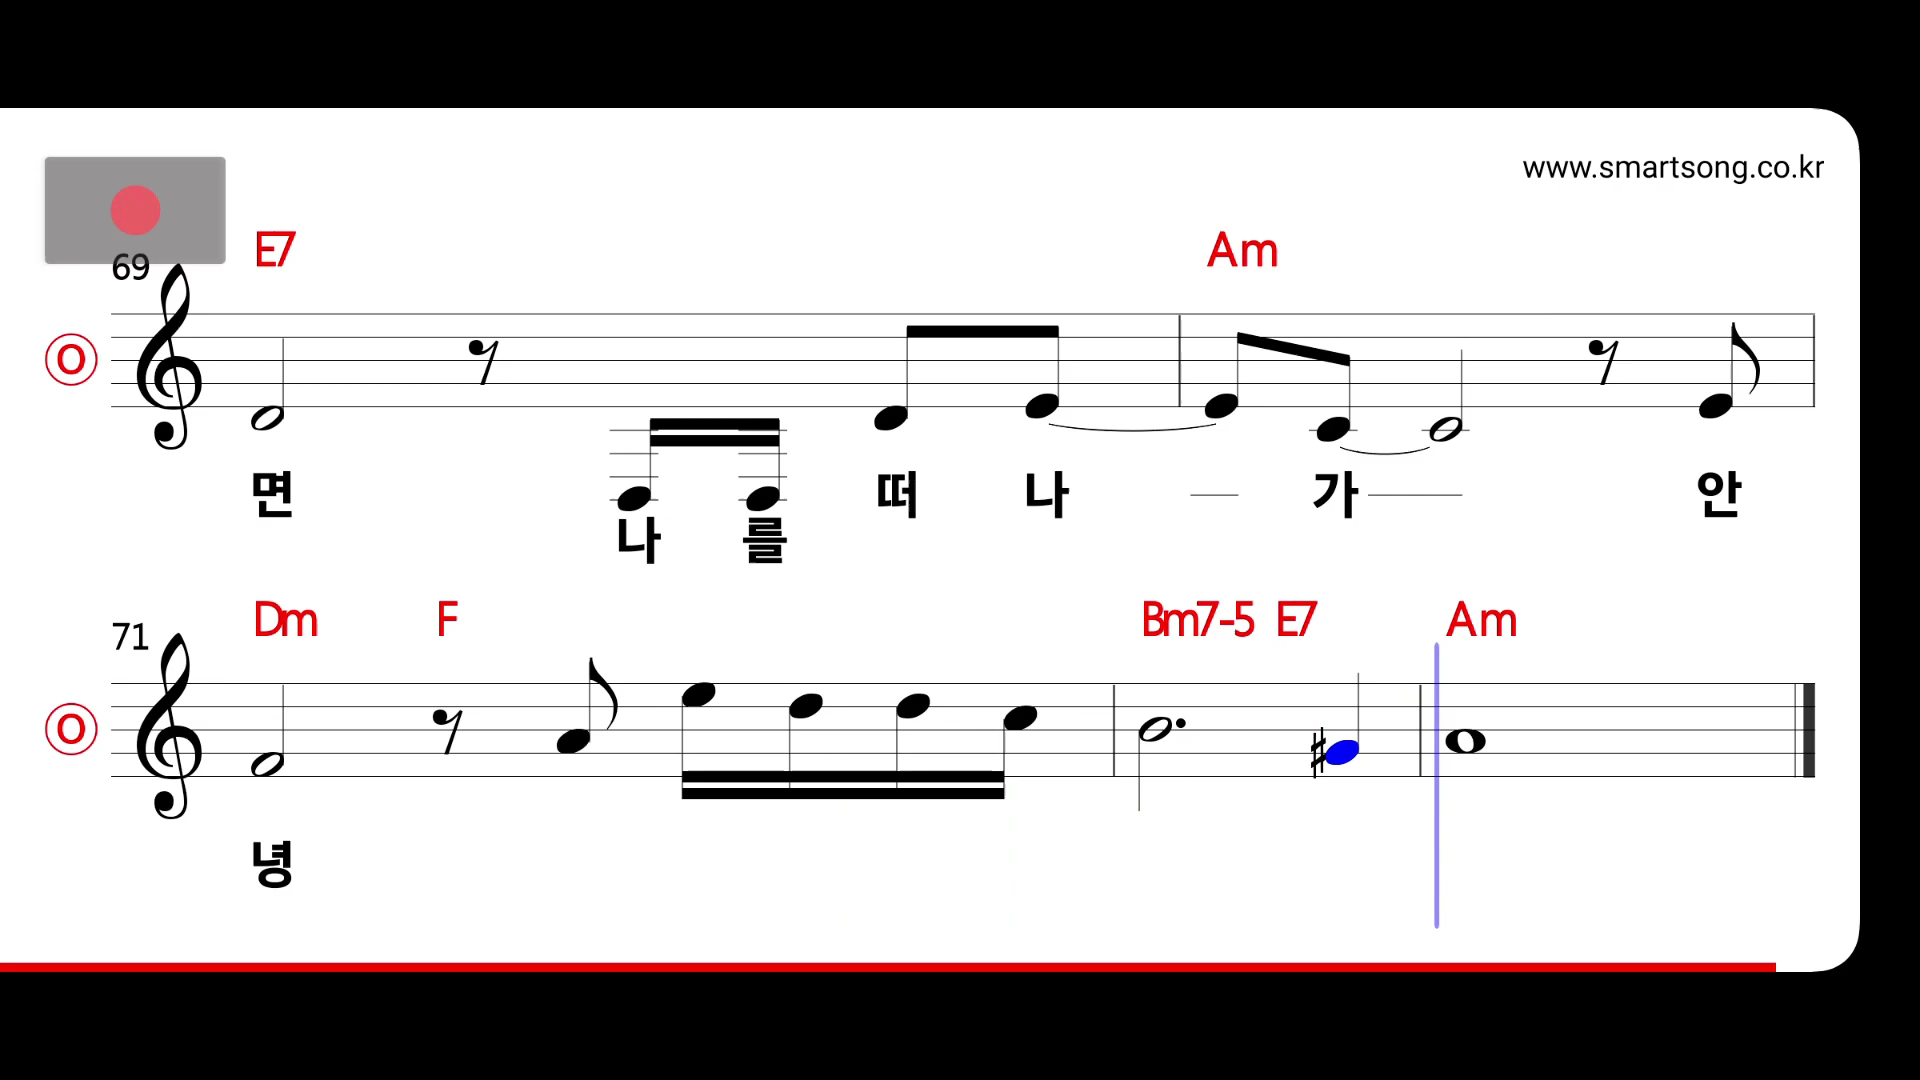 www.smartsong.co.kr
E7 Am
69
O
면 떠 나 가 안
나 를
Dm F Bm7-5 E7 Am
71
O
녕